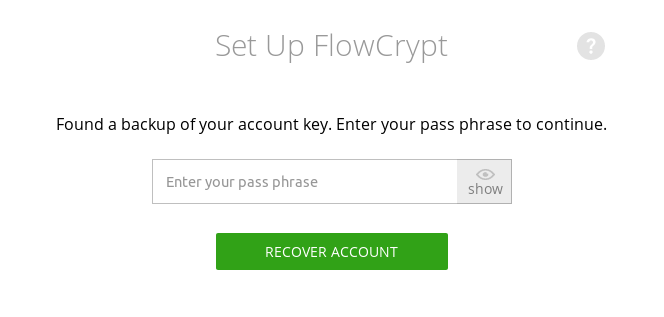 Set Up FlowCrypt
?
Found a backup of your account key. Enter your pass phrase to continue.
Enter your pass phrase
show
RECOVER ACCOUNT